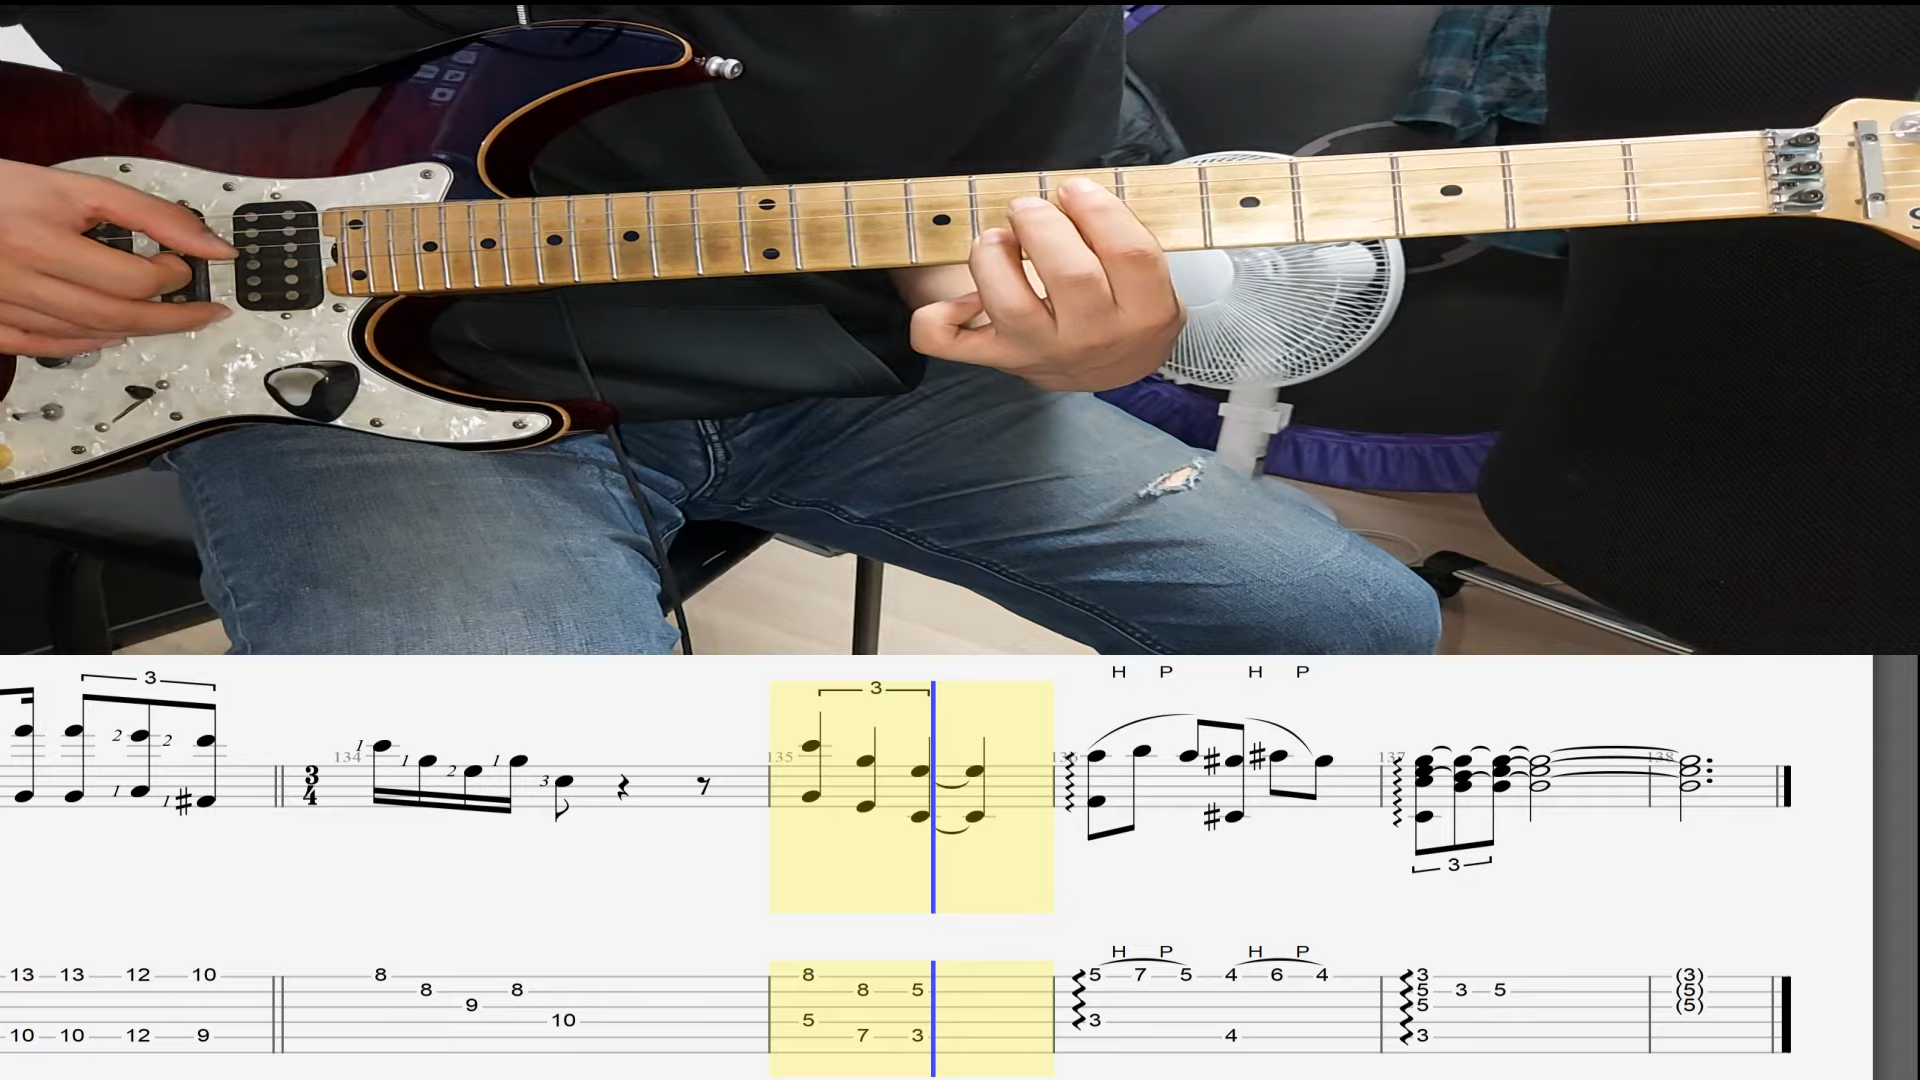 H P H P
3 3
2 2 1 1 2 1
134 135 137 138
1 1 3
3
4
3
H P H P
13 13 12 10 8 8 5 7 5 4 6 4 3 (3)
8 8 8 5 5 3 5 (5)
9 5 (5)
10 5 3
10 10 12 9 7 3 4 3